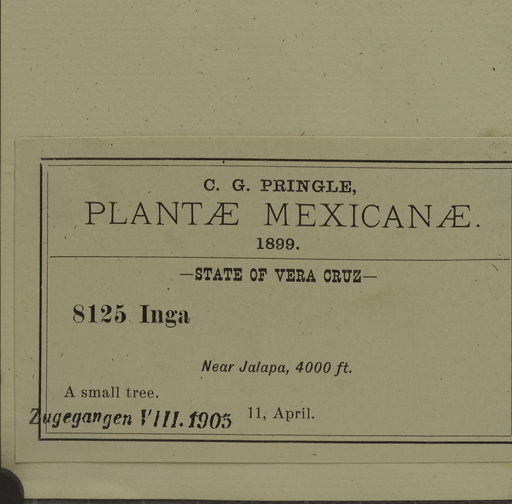 C. G. PRINGLE,
PLANTÆ MEXICANÆ.
1899.
—STATE OF VERA CRUZ—
8125 Inga
Near Jalapa, 4000 ft.
A small tree.
Zugegangen VIII. 1905
11, April.